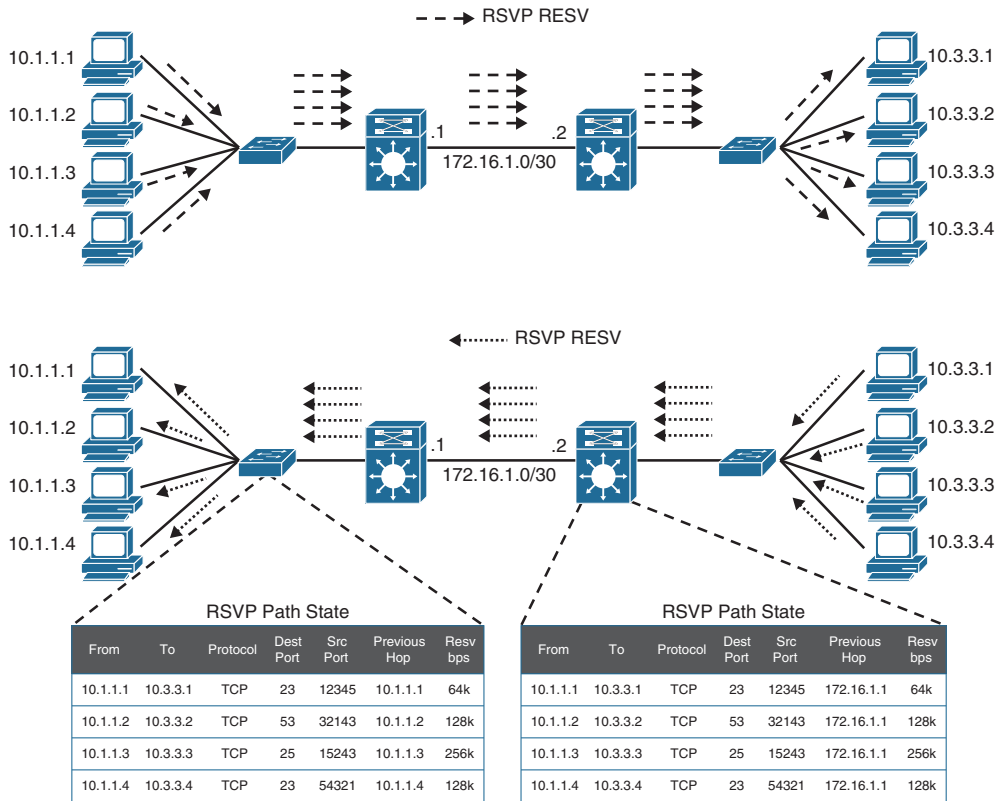 RSVP RESV
10.1.1.1
10.1.1.2
10.1.1.3
10.1.1.4
.1
.2
172.16.1.0/30
10.3.3.1
10.3.3.2
10.3.3.3
10.3.3.4
RSVP RESV
10.1.1.1
10.1.1.2
10.1.1.3
10.1.1.4
.1
.2
172.16.1.0/30
10.3.3.1
10.3.3.2
10.3.3.3
10.3.3.4
RSVP Path State
From To Protocol Dest Port Src Port Previous Hop Resv bps
10.1.1.1 10.3.3.1 TCP 23 12345 10.1.1.1 64k
10.1.1.2 10.3.3.2 TCP 53 32143 10.1.1.2 128k
10.1.1.3 10.3.3.3 TCP 25 15243 10.1.1.3 256k
10.1.1.4 10.3.3.4 TCP 23 54321 10.1.1.4 128k
RSVP Path State
From To Protocol Dest Port Src Port Previous Hop Resv bps
10.1.1.1 10.3.3.1 TCP 23 12345 172.16.1.1 64k
10.1.1.2 10.3.3.2 TCP 53 32143 172.16.1.1 128k
10.1.1.3 10.3.3.3 TCP 25 15243 172.16.1.1 256k
10.1.1.4 10.3.3.4 TCP 23 54321 172.16.1.1 128k